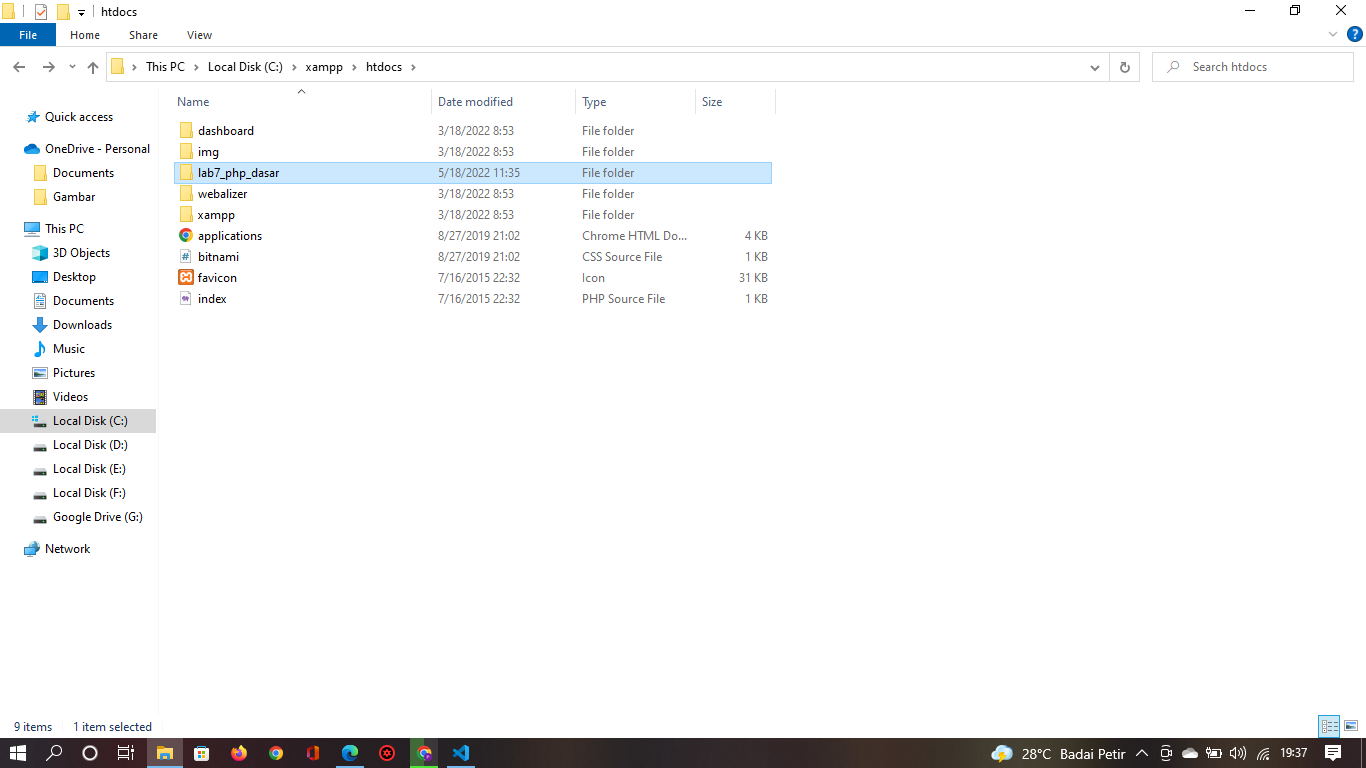 htdocs
File Home Share View
This PC Local Disk (C:) xampp htdocs Search htdocs
Name Date modified Type Size
dashboard 3/18/2022 8:53 File folder
img 3/18/2022 8:53 File folder
lab7_php_dasar 5/18/2022 11:35 File folder
webalizer 3/18/2022 8:53 File folder
xampp 3/18/2022 8:53 File folder
applications 8/27/2019 21:02 Chrome HTML Do... 4 KB
bitnami 8/27/2019 21:02 CSS Source File 1 KB
favicon 7/16/2015 22:32 Icon 31 KB
index 7/16/2015 22:32 PHP Source File 1 KB
Quick access
OneDrive - Personal
Documents
Gambar
This PC
3D Objects
Desktop
Documents
Downloads
Music
Pictures
Videos
Local Disk (C:)
Local Disk (D:)
Local Disk (E:)
Local Disk (F:)
Google Drive (G:)
Network
9 items 1 item selected
28°C Badai Petir 19:37